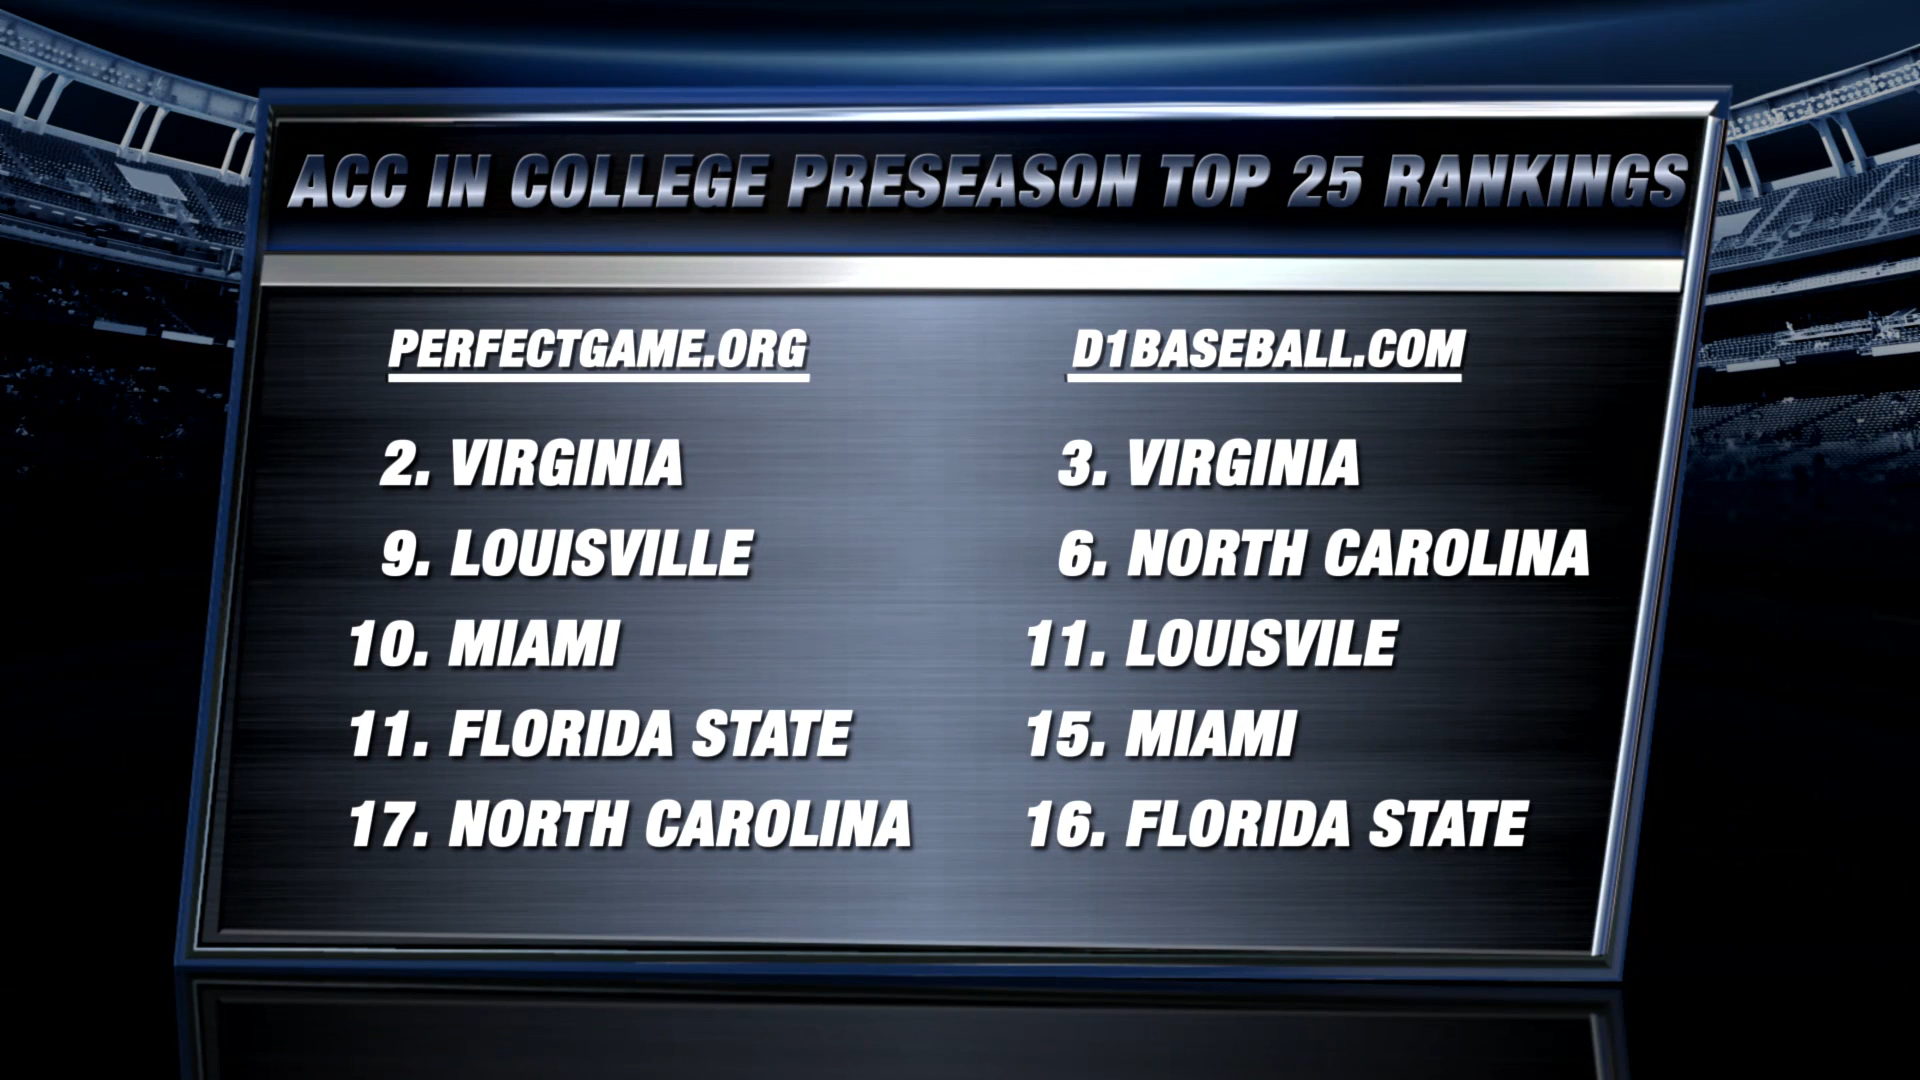 ACC IN COLLEGE PRESEASON TOP 25 RANKINGS
PERFECTGAME.ORG
2. VIRGINIA
9. LOUISVILLE
10. MIAMI
11. FLORIDA STATE
17. NORTH CAROLINA
D1BASEBALL.COM
3. VIRGINIA
6. NORTH CAROLINA
11. LOUISVILE
15. MIAMI
16. FLORIDA STATE